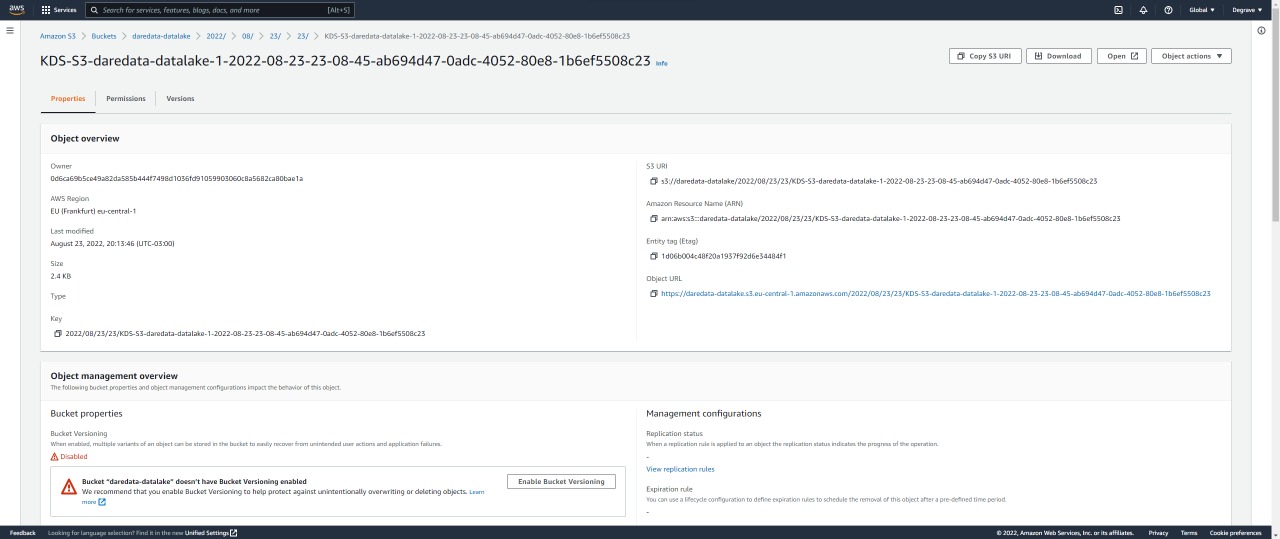 aws Services Search for services, features, blogs, docs, and more [Alt+S] Global Degrave
Amazon S3 > Buckets > daredata-datalake > 2022/ > 08/ > 23/ > 23/ > KDS-S3-daredata-datalake-1-2022-08-23-23-08-45-ab694d47-0adc-4052-80e8-1b6ef5508c23
KDS-S3-daredata-datalake-1-2022-08-23-23-08-45-ab694d47-0adc-4052-80e8-1b6ef5508c23 Info
Copy S3 URI Download Open Object actions
Properties Permissions Versions
Object overview
Owner
0d6ca69b5ce49a82da585b444f7498d1036fd91059903060c8a5682ca80bae1a
AWS Region
EU (Frankfurt) eu-central-1
Last modified
August 23, 2022, 20:13:46 (UTC-03:00)
Size
2.4 KB
Type
Key
2022/08/23/23/KDS-S3-daredata-datalake-1-2022-08-23-23-08-45-ab694d47-0adc-4052-80e8-1b6ef5508c23
S3 URI
s3://daredata-datalake/2022/08/23/23/KDS-S3-daredata-datalake-1-2022-08-23-23-08-45-ab694d47-0adc-4052-80e8-1b6ef5508c23
Amazon Resource Name (ARN)
arn:aws:s3:::daredata-datalake/2022/08/23/23/KDS-S3-daredata-datalake-1-2022-08-23-23-08-45-ab694d47-0adc-4052-80e8-1b6ef5508c23
Entity tag (Etag)
1d06b004c48f20a1937f92d6e34484f1
Object URL
https://daredata-datalake.s3.eu-central-1.amazonaws.com/2022/08/23/23/KDS-S3-daredata-datalake-1-2022-08-23-23-08-45-ab694d47-0adc-4052-80e8-1b6ef5508c23
Object management overview
The following bucket properties and object management configurations impact the behavior of this object.
Bucket properties
Bucket Versioning
When enabled, multiple variants of an object can be stored in the bucket to easily recover from unintended user actions and application failures.
Disabled
Bucket "daredata-datalake" doesn't have Bucket Versioning enabled
We recommend that you enable Bucket Versioning to help protect against unintentionally overwriting or deleting objects. Learn
more
Enable Bucket Versioning
Management configurations
Replication status
When a replication rule is applied to an object the replication status indicates the progress of the operation.
-
View replication rules
Expiration rule
You can use a lifecycle configuration to define expiration rules to schedule the removal of this object after a pre-defined time period.
-
Feedback Looking for language selection? Find it in the new Unified Settings © 2022, Amazon Web Services, Inc. or its affiliates. Privacy Terms Cookie preferences